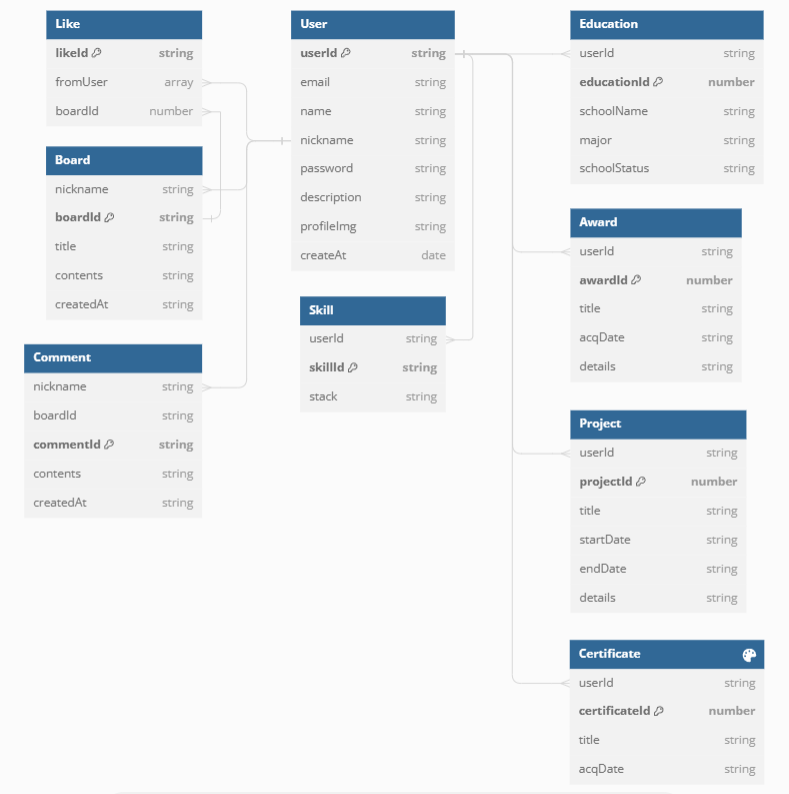 Like
likeId string
fromUser array
boardId number
Board
nickname string
boardId string
title string
contents string
createdAt string
Comment
nickname string
boardId string
commentId string
contents string
createdAt string
User
userId string
email string
name string
nickname string
password string
description string
profileImg string
createAt date
Skill
userId string
skillId string
stack string
Education
userId string
educationId number
schoolName string
major string
schoolStatus string
Award
userId string
awardId number
title string
acqDate string
details string
Project
userId string
projectId number
title string
startDate string
endDate string
details string
Certificate
userId string
certificateId number
title string
acqDate string